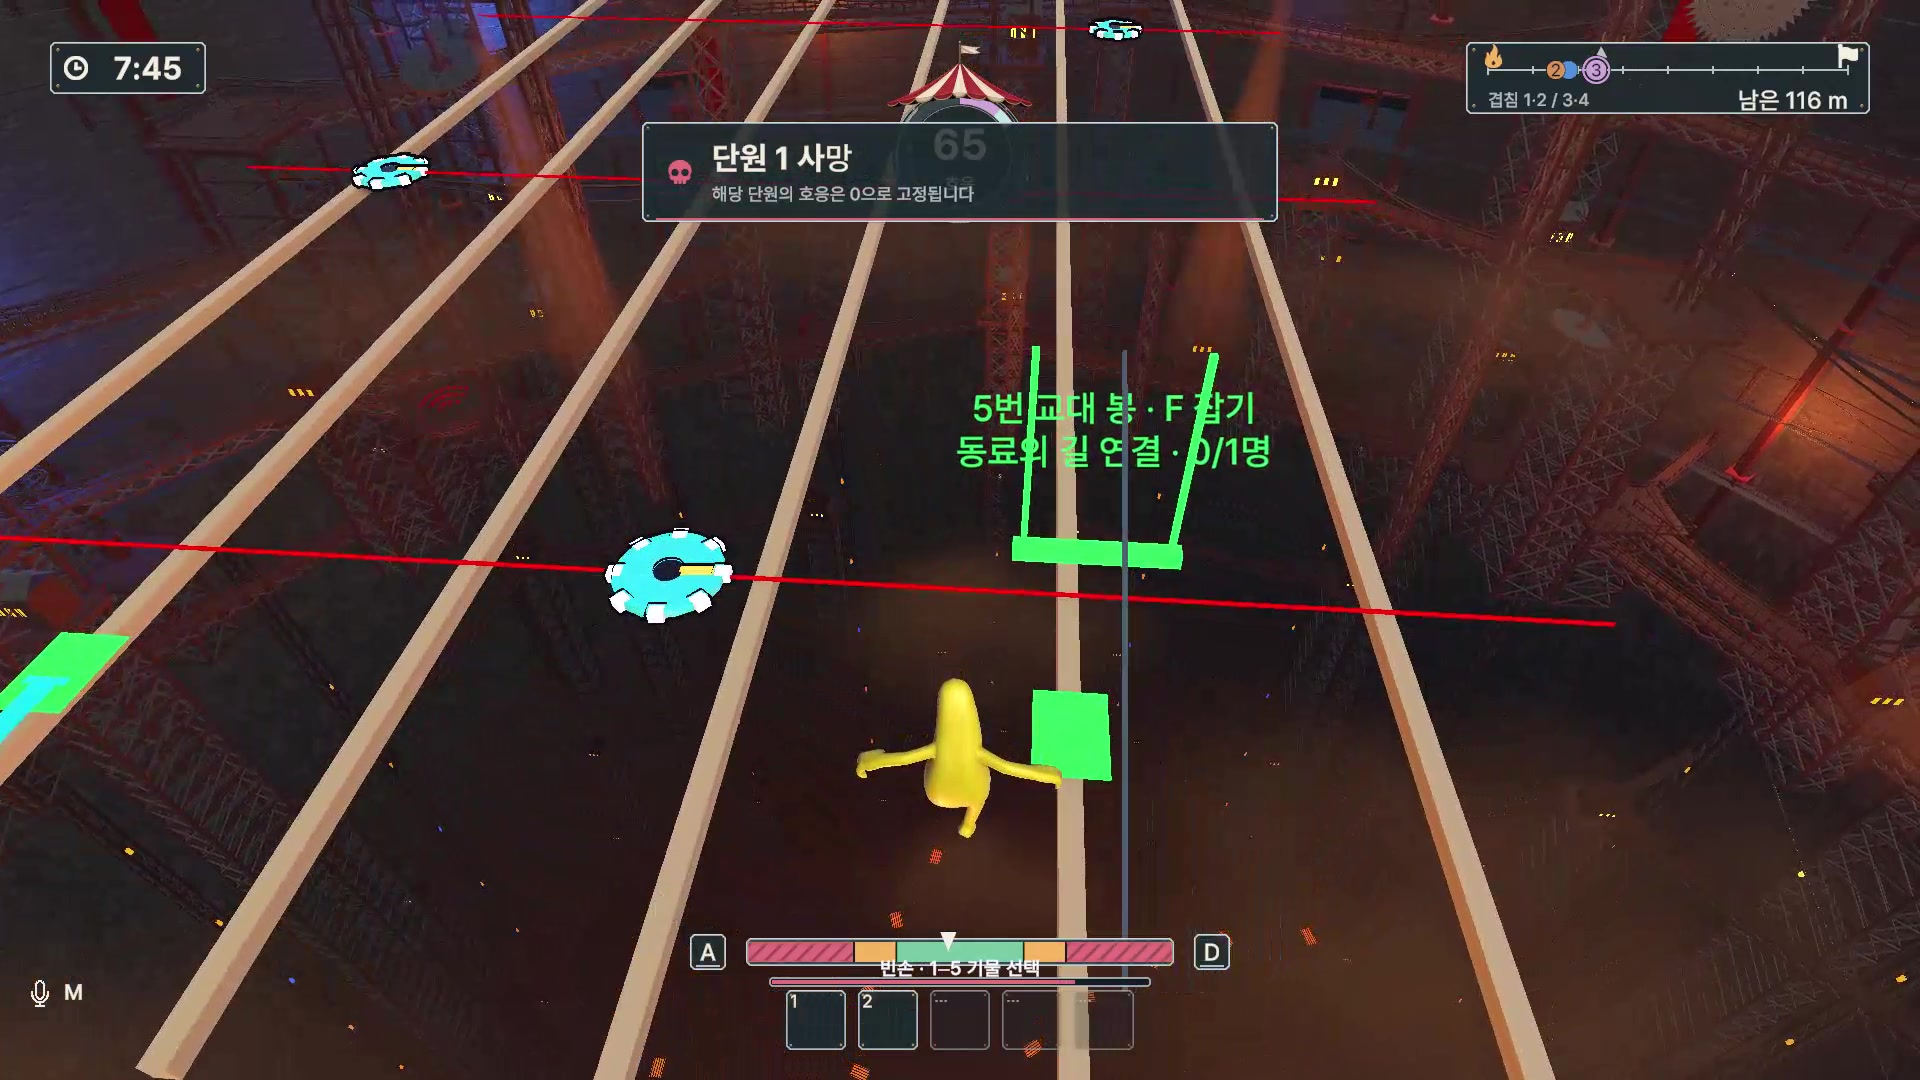 7:45
2 3
겹침 1·2 / 3·4
남은 116 m
65
단원 1 사망
해당 단원의 호응은 0으로 고정됩니다
5번 교대 봉 · F 잡기
동료의 길 연결 · 0/1명
A
D
빈손 · 1–5 기물 선택
M
1
2